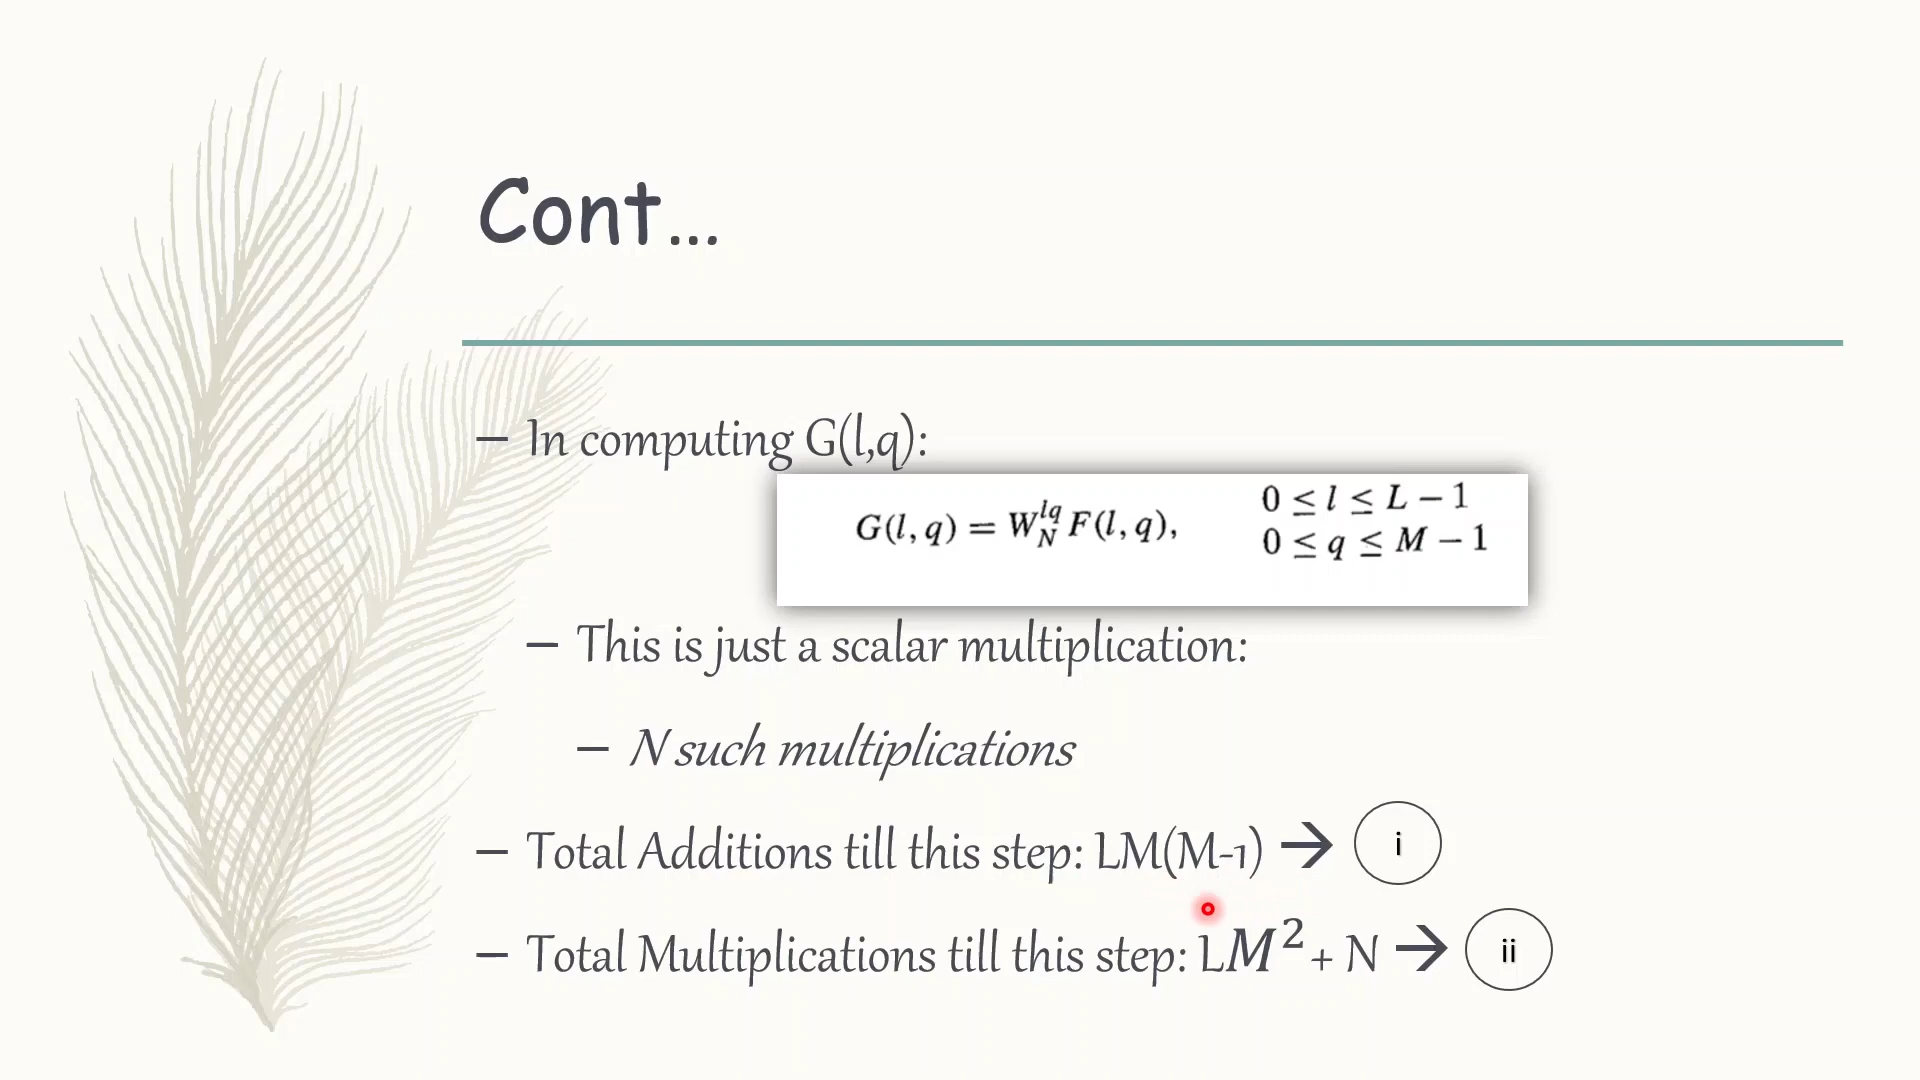 Cont...
– In computing G(l,q):
G(l, q) = W_N^{lq} F(l, q), 0 ≤ l ≤ L − 1
0 ≤ q ≤ M − 1
– This is just a scalar multiplication:
– N such multiplications
– Total Additions till this step: LM(M-1) → i
– Total Multiplications till this step: LM² + N → ii